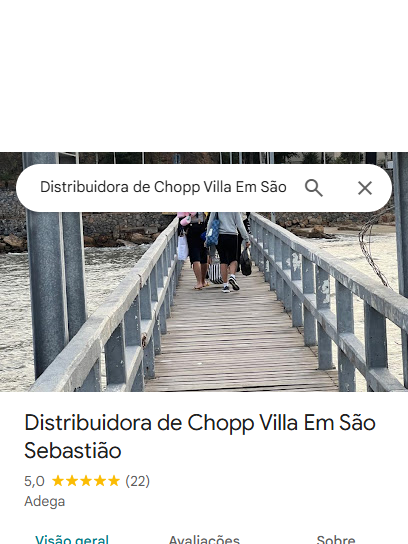 Distribuidora de Chopp Villa Em São
Distribuidora de Chopp Villa Em São
Sebastião
5,0 (22)
Adega
Visão geral Avaliações Sobre